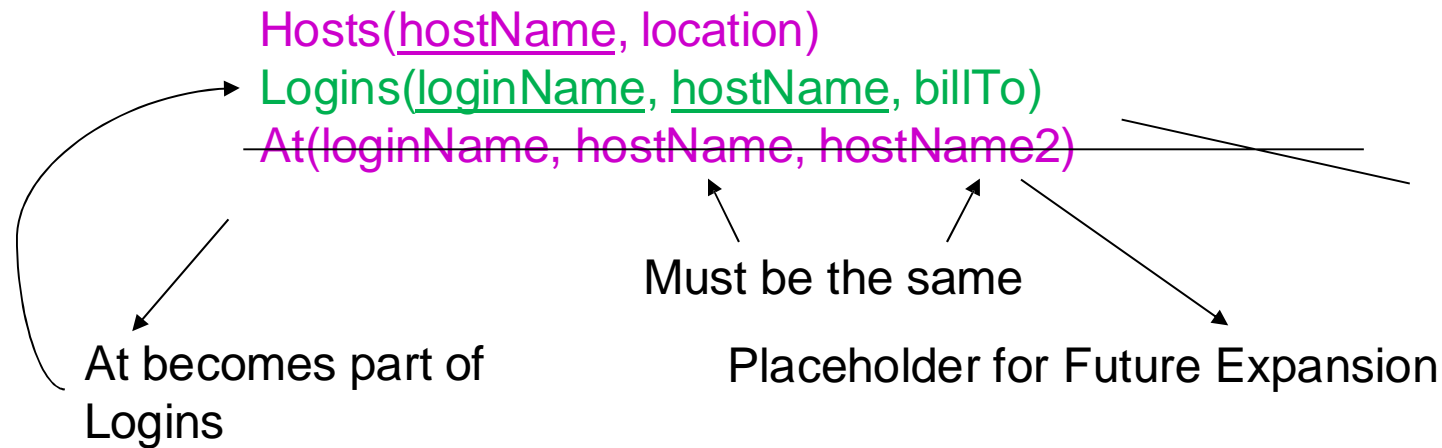 Hosts(hostName, location)
Logins(loginName, hostName, billTo)
At(loginName, hostName, hostName2)
Must be the same
At becomes part of
Logins
Placeholder for Future Expansion